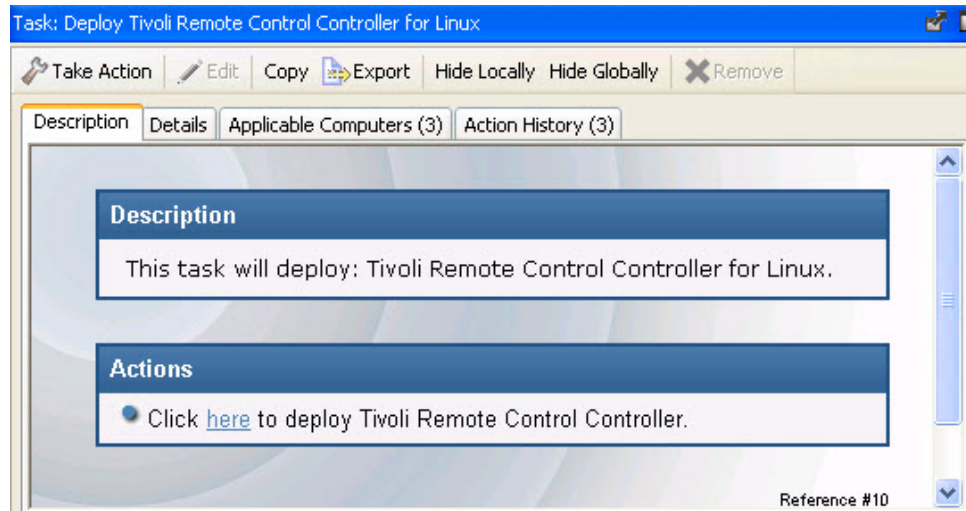 Task: Deploy Tivoli Remote Control Controller for Linux
Take Action Edit Copy Export Hide Locally Hide Globally Remove
Description Details Applicable Computers (3) Action History (3)
Description
This task will deploy: Tivoli Remote Control Controller for Linux.
Actions
Click here to deploy Tivoli Remote Control Controller.
Reference #10